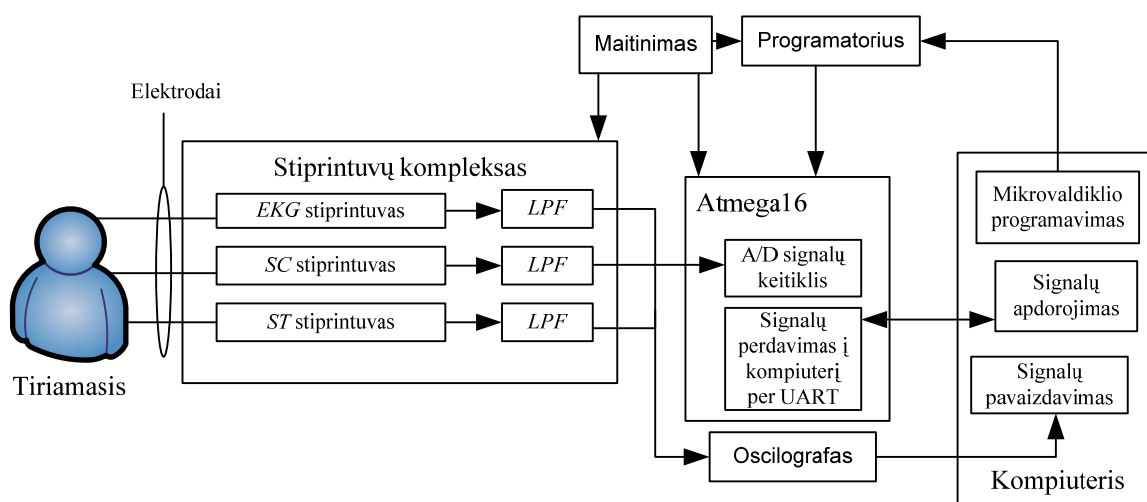 Maitinimas
Programatorius
Elektrodai
Stiprintuvų kompleksas
EKG stiprintuvas
LPF
SC stiprintuvas
LPF
ST stiprintuvas
LPF
Tiriamasis
Atmega16
A/D signalų
keitiklis
Signalų
perdavimas į
kompiuterį
per UART
Oscilografas
Mikrovaldiklio
programavimas
Signalų
apdorojimas
Signalų
pavaizdavimas
Kompiuteris